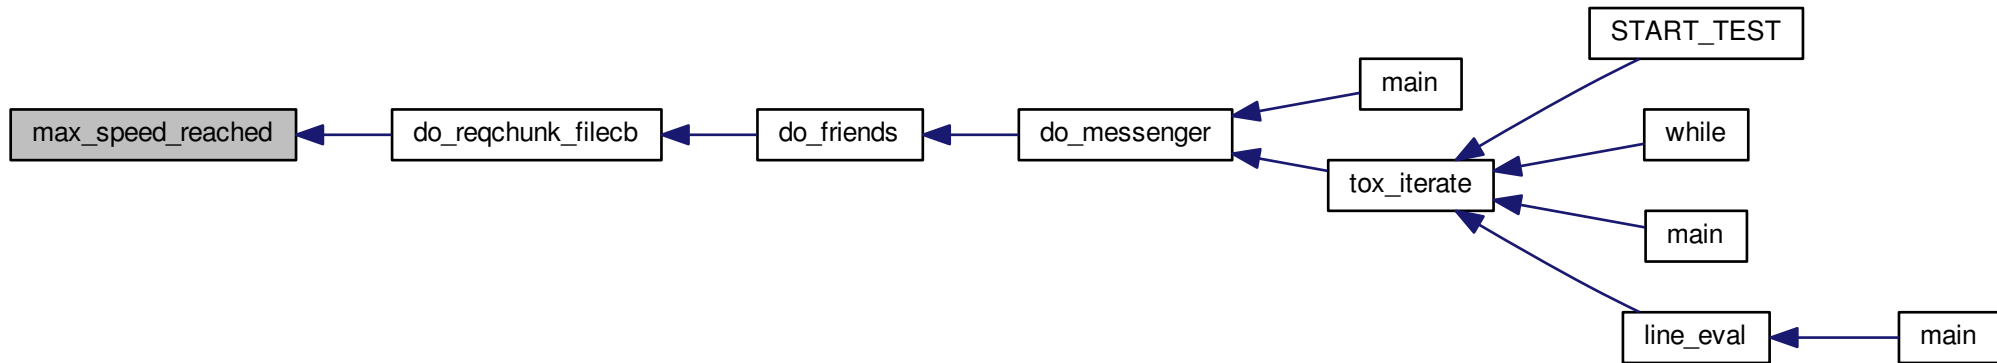 START_TEST
main
max_speed_reached
do_reqchunk_filecb
do_friends
do_messenger
while
tox_iterate
main
line_eval
main